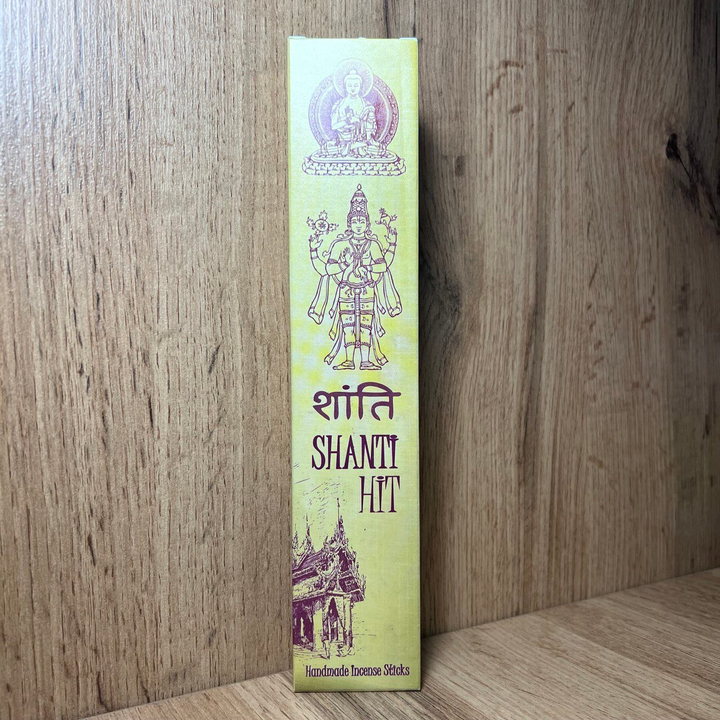 शांति
SHANTI
HiT
Handmade Incense Sticks